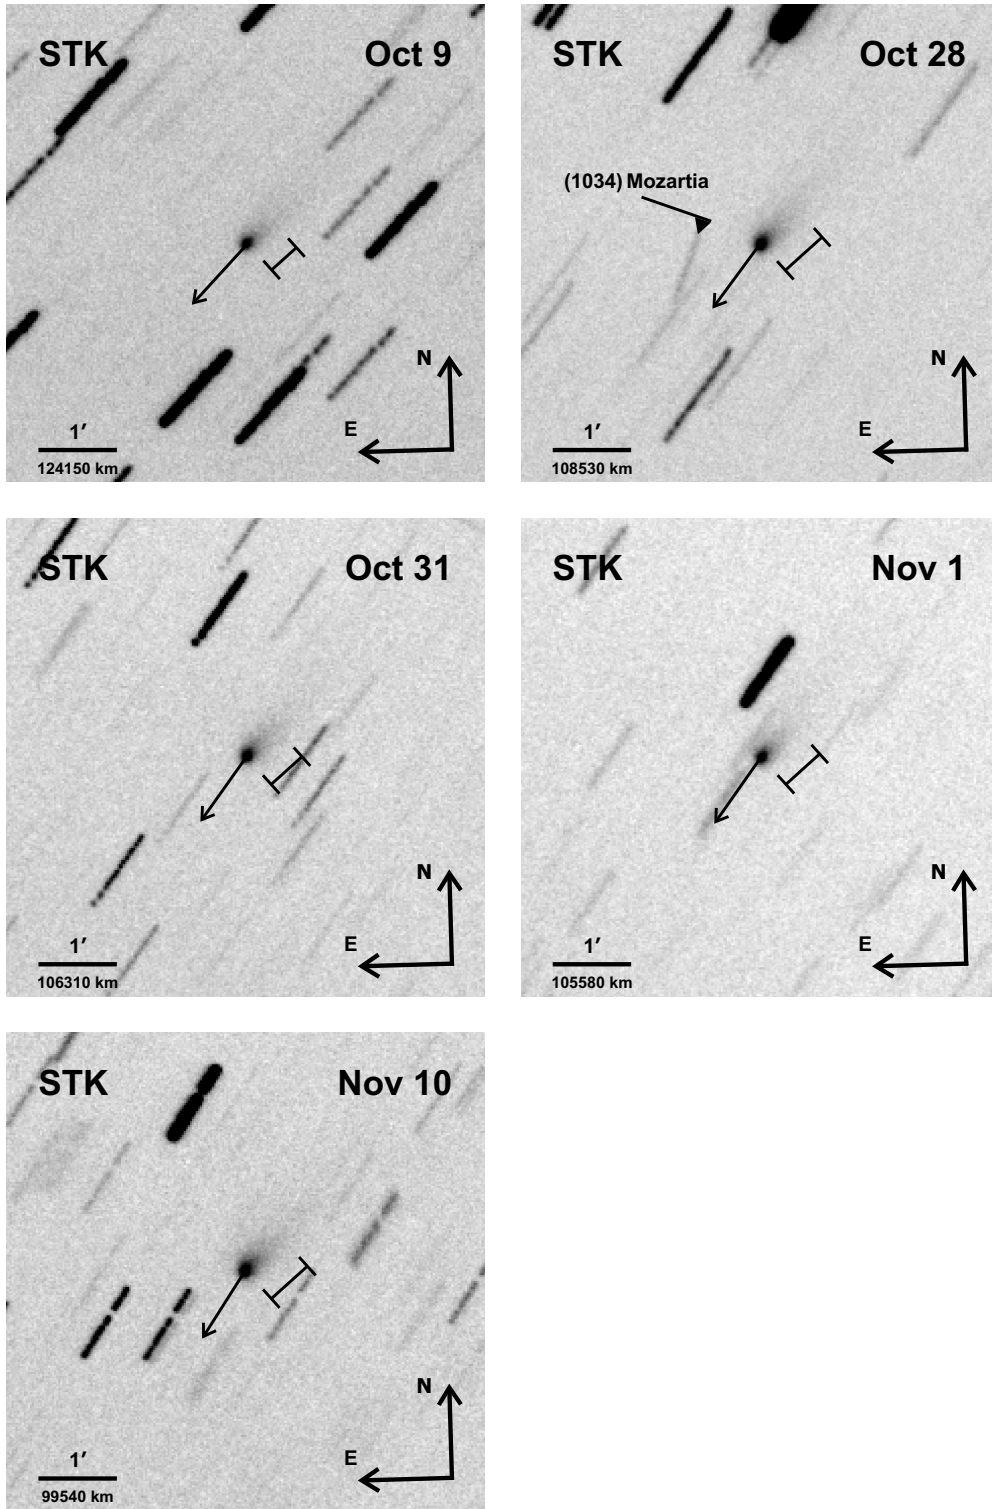 STK Oct 9
N
E
1′
124150 km
STK Oct 28
(1034) Mozartia
N
E
1′
108530 km
STK Oct 31
N
E
1′
106310 km
STK Nov 1
N
E
1′
105580 km
STK Nov 10
N
E
1′
99540 km